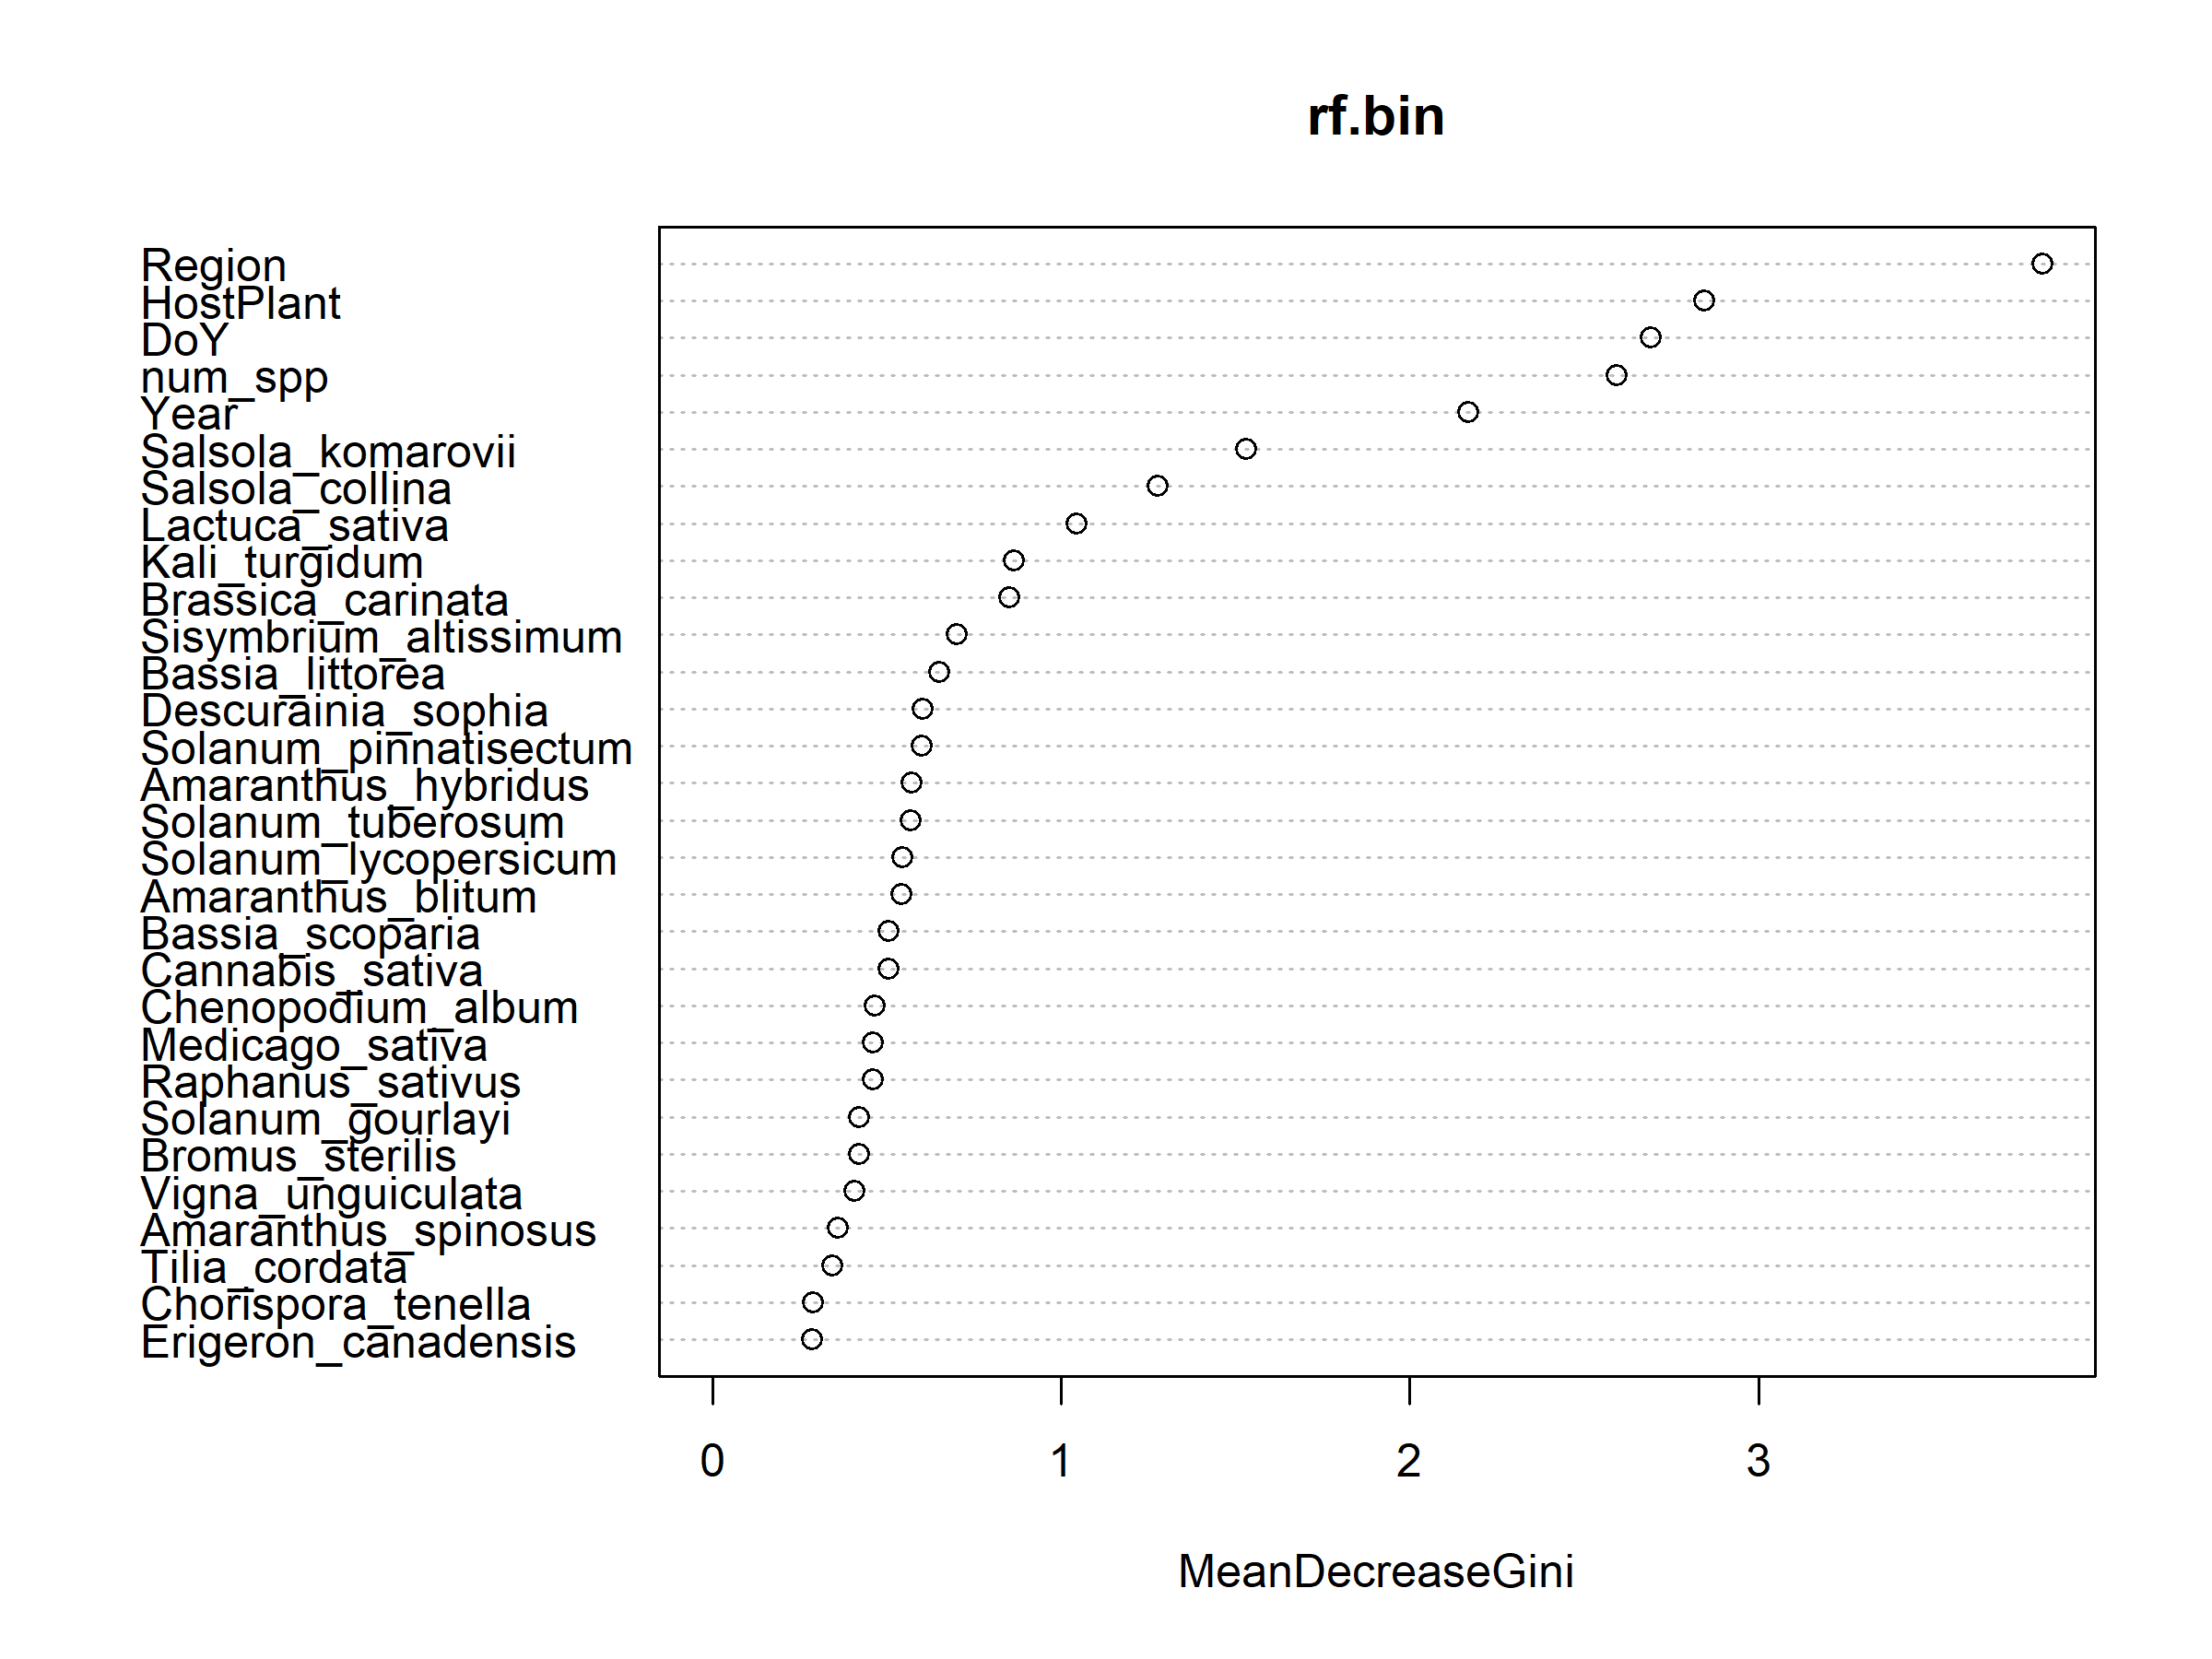 rf.bin
Region
HostPlant
DoY
num_spp
Year
Salsola_komarovii
Salsola_collina
Lactuca_sativa
Kali_turgidum
Brassica_carinata
Sisymbrium_altissimum
Bassia_littorea
Descurainia_sophia
Solanum_pinnatisectum
Amaranthus_hybridus
Solanum_tuberosum
Solanum_lycopersicum
Amaranthus_blitum
Bassia_scoparia
Cannabis_sativa
Chenopodium_album
Medicago_sativa
Raphanus_sativus
Solanum_gourlayi
Bromus_sterilis
Vigna_unguiculata
Amaranthus_spinosus
Tilia_cordata
Chorispora_tenella
Erigeron_canadensis
0 1 2 3
MeanDecreaseGini